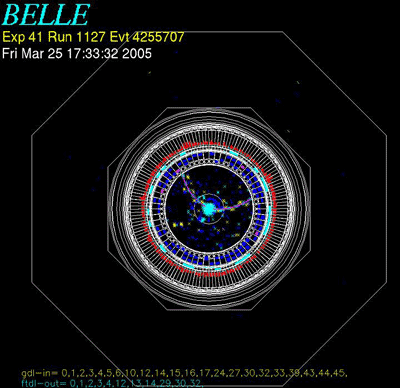 BELLE
Exp 41 Run 1127 Evt 4255707
Fri Mar 25 17:33:32 2005
gdl-in= 0,1,2,3,4,5,6,10,12,14,15,16,17,24,27,30,32,33,39,43,44,45,
ftdl-out= 0,1,2,3,4,12,13,14,29,30,32,